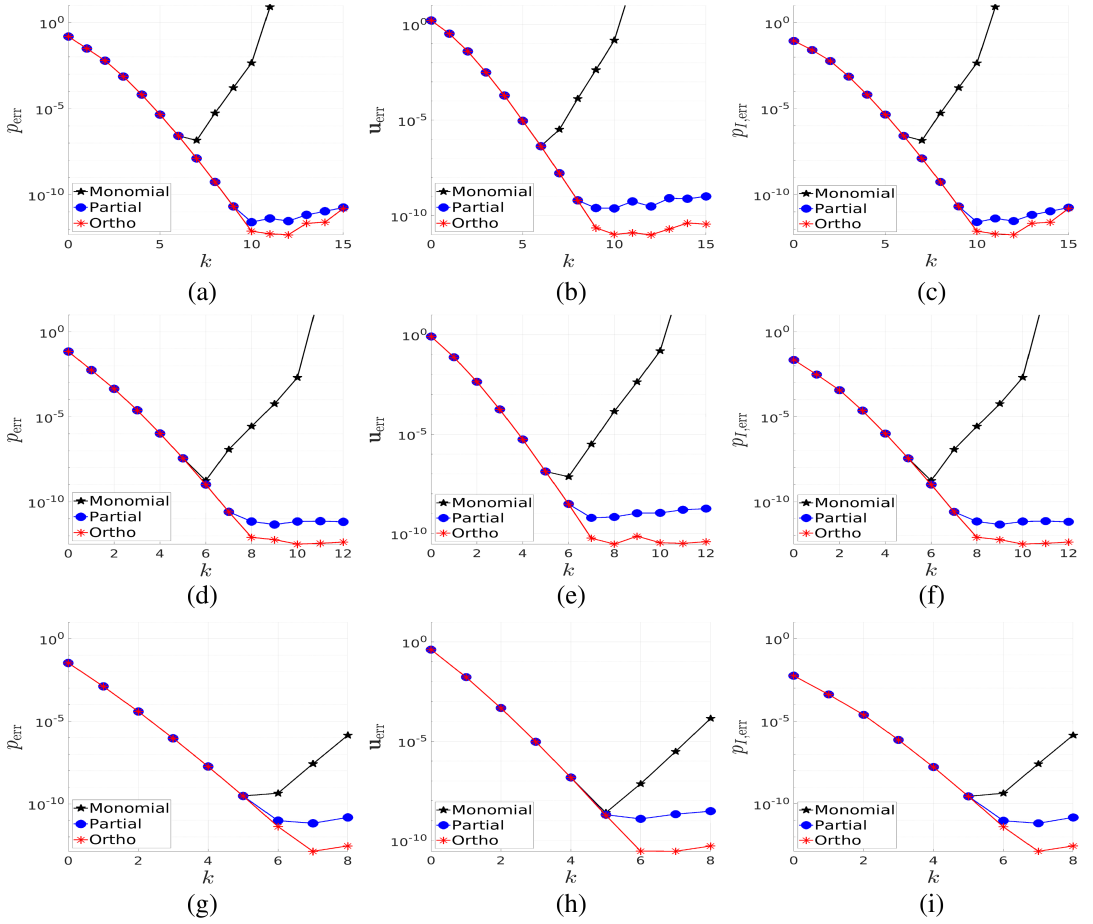 10^0
10^-5
10^-10
p_err
Monomial
Partial
Ortho
0 5 10 15
k
(a)
10^0
10^-5
10^-10
u_err
Monomial
Partial
Ortho
0 5 10 15
k
(b)
10^0
10^-5
10^-10
p_I,err
Monomial
Partial
Ortho
0 5 10 15
k
(c)
10^0
10^-5
10^-10
p_err
Monomial
Partial
Ortho
0 2 4 6 8 10 12
k
(d)
10^0
10^-5
10^-10
u_err
Monomial
Partial
Ortho
0 2 4 6 8 10 12
k
(e)
10^0
10^-5
10^-10
p_I,err
Monomial
Partial
Ortho
0 2 4 6 8 10 12
k
(f)
10^0
10^-5
10^-10
p_err
Monomial
Partial
Ortho
0 2 4 6 8
k
(g)
10^0
10^-5
10^-10
u_err
Monomial
Partial
Ortho
0 2 4 6 8
k
(h)
10^0
10^-5
10^-10
p_I,err
Monomial
Partial
Ortho
0 2 4 6 8
k
(i)